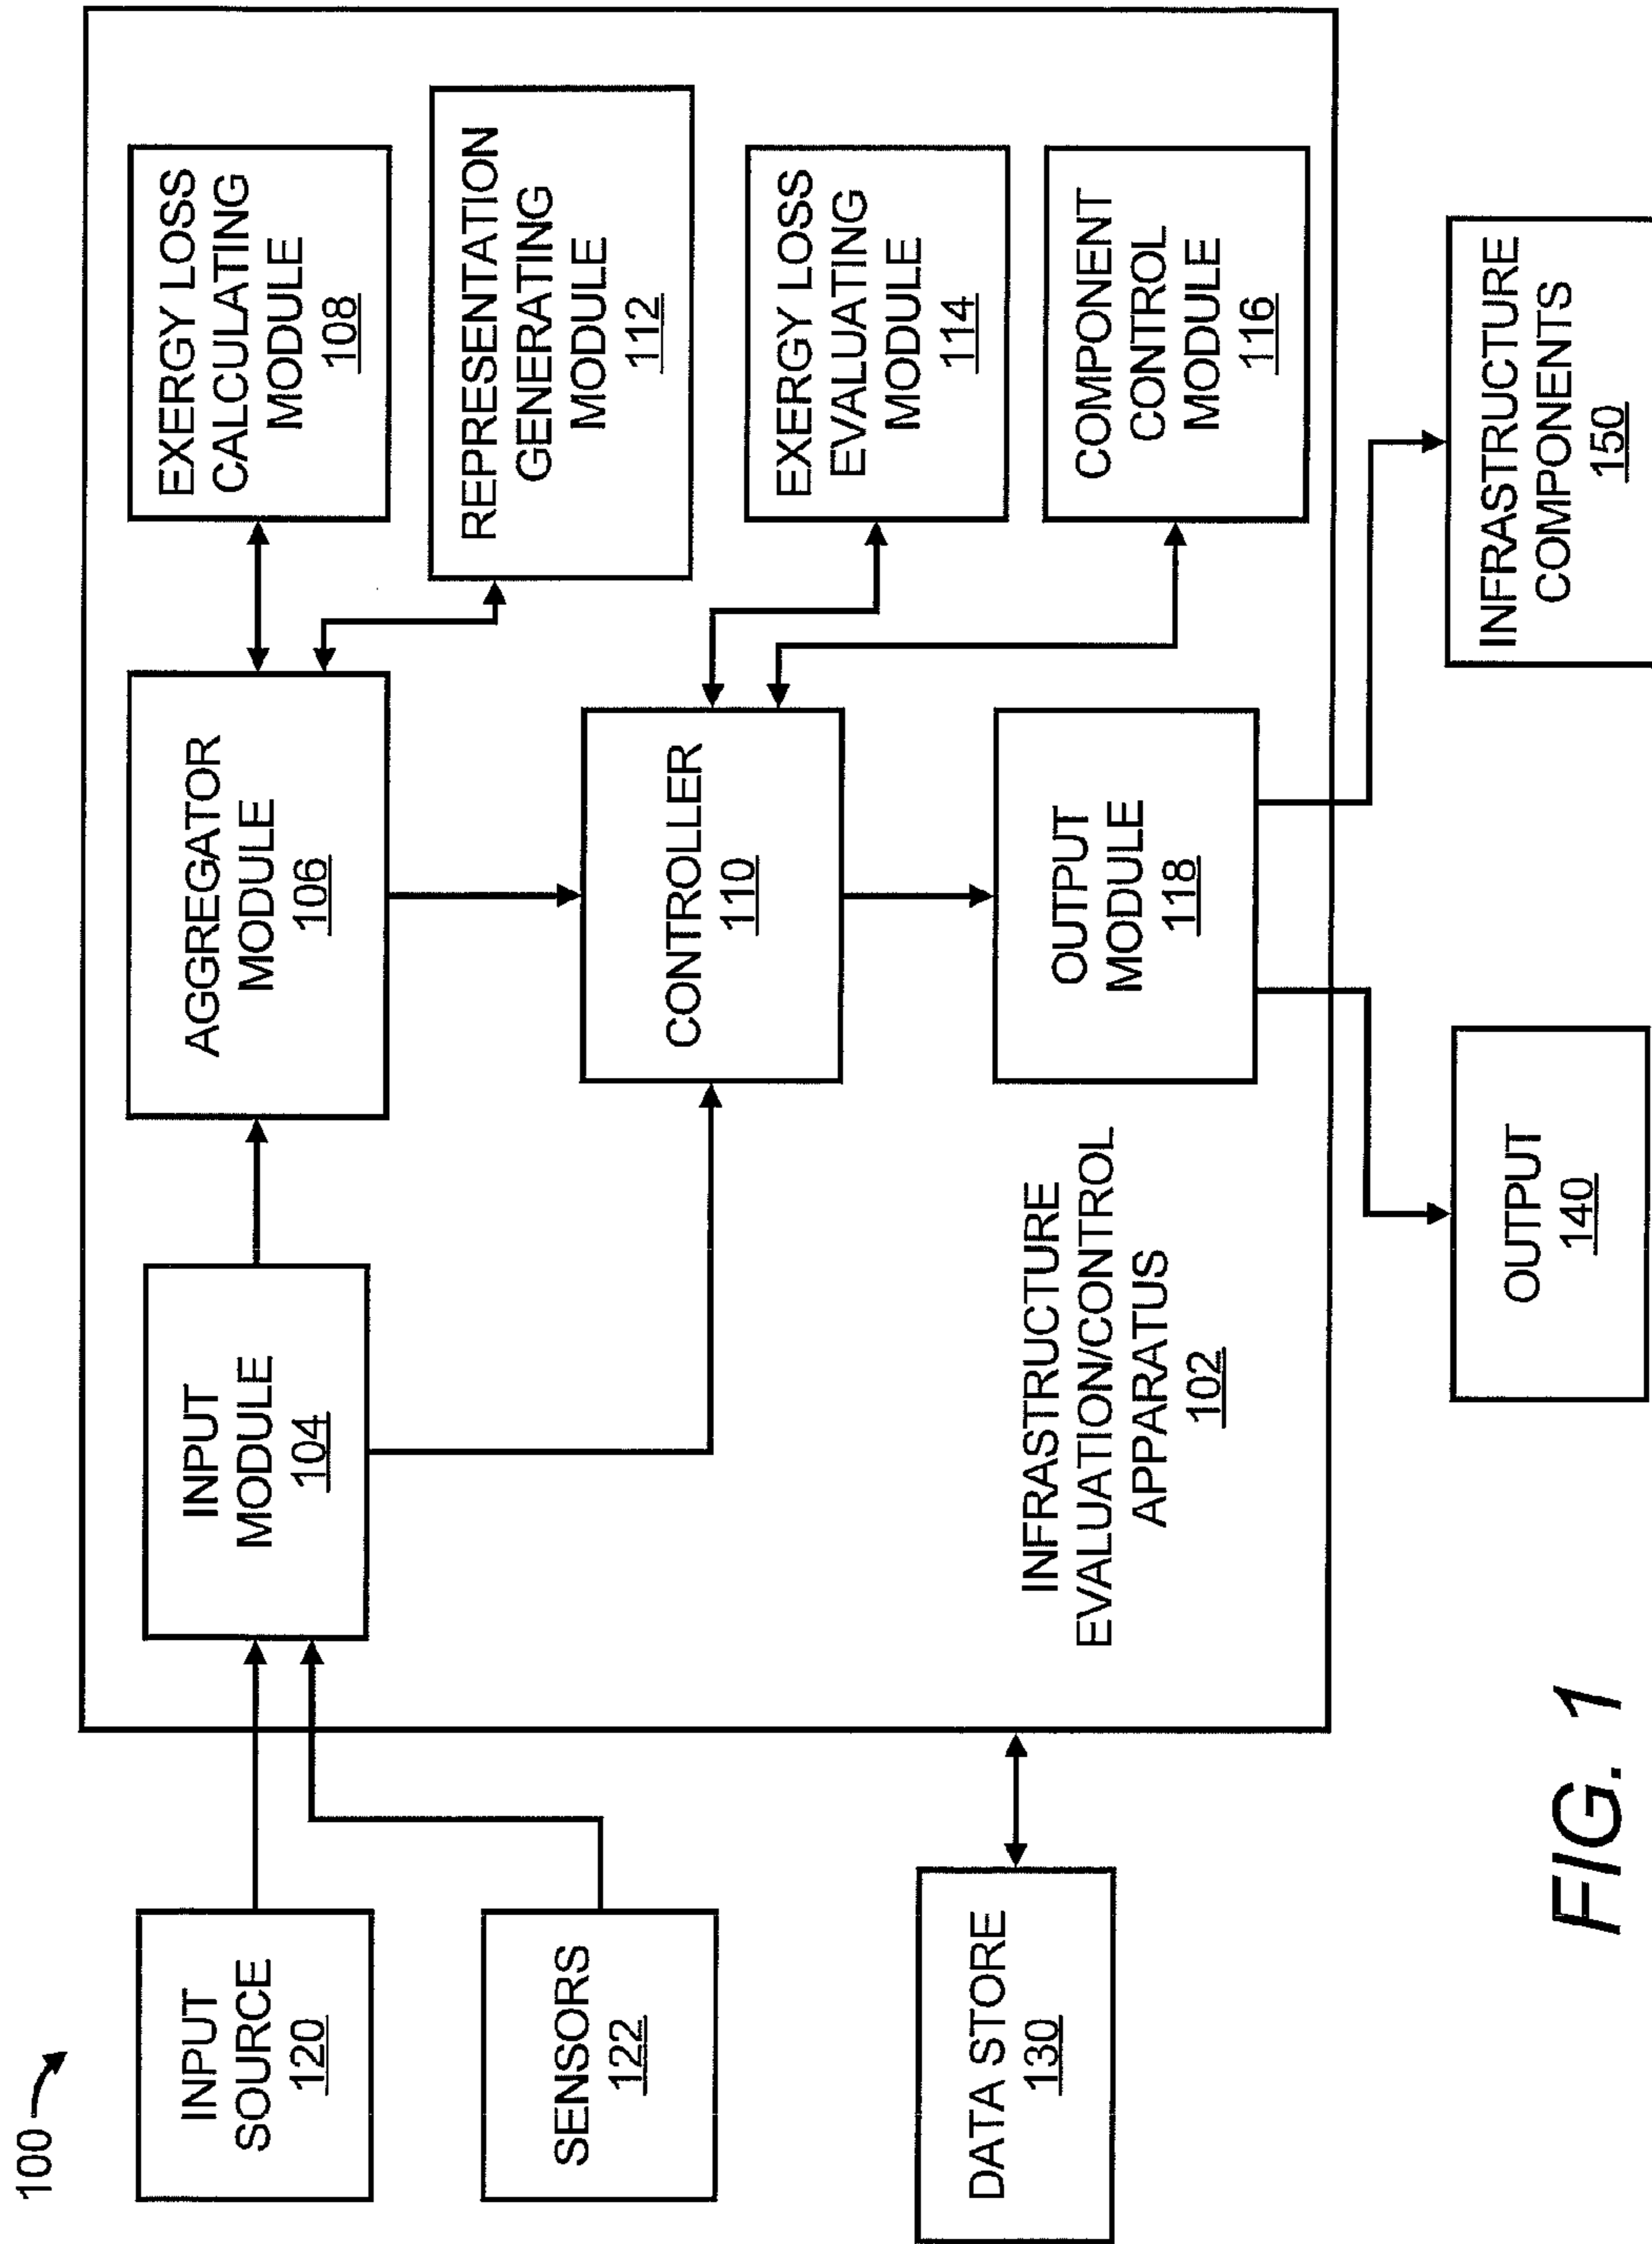 100
INPUT
SOURCE
120
SENSORS
122
DATA STORE
130
INPUT
MODULE
104
AGGREGATOR
MODULE
106
EXERGY LOSS
CALCULATING
MODULE
108
REPRESENTATION
GENERATING
MODULE
112
CONTROLLER
110
EXERGY LOSS
EVALUATING
MODULE
114
COMPONENT
CONTROL
MODULE
116
OUTPUT
MODULE
118
INFRASTRUCTURE
EVALUATION/CONTROL
APPARATUS
102
OUTPUT
140
INFRASTRUCTURE
COMPONENTS
150
FIG. 1